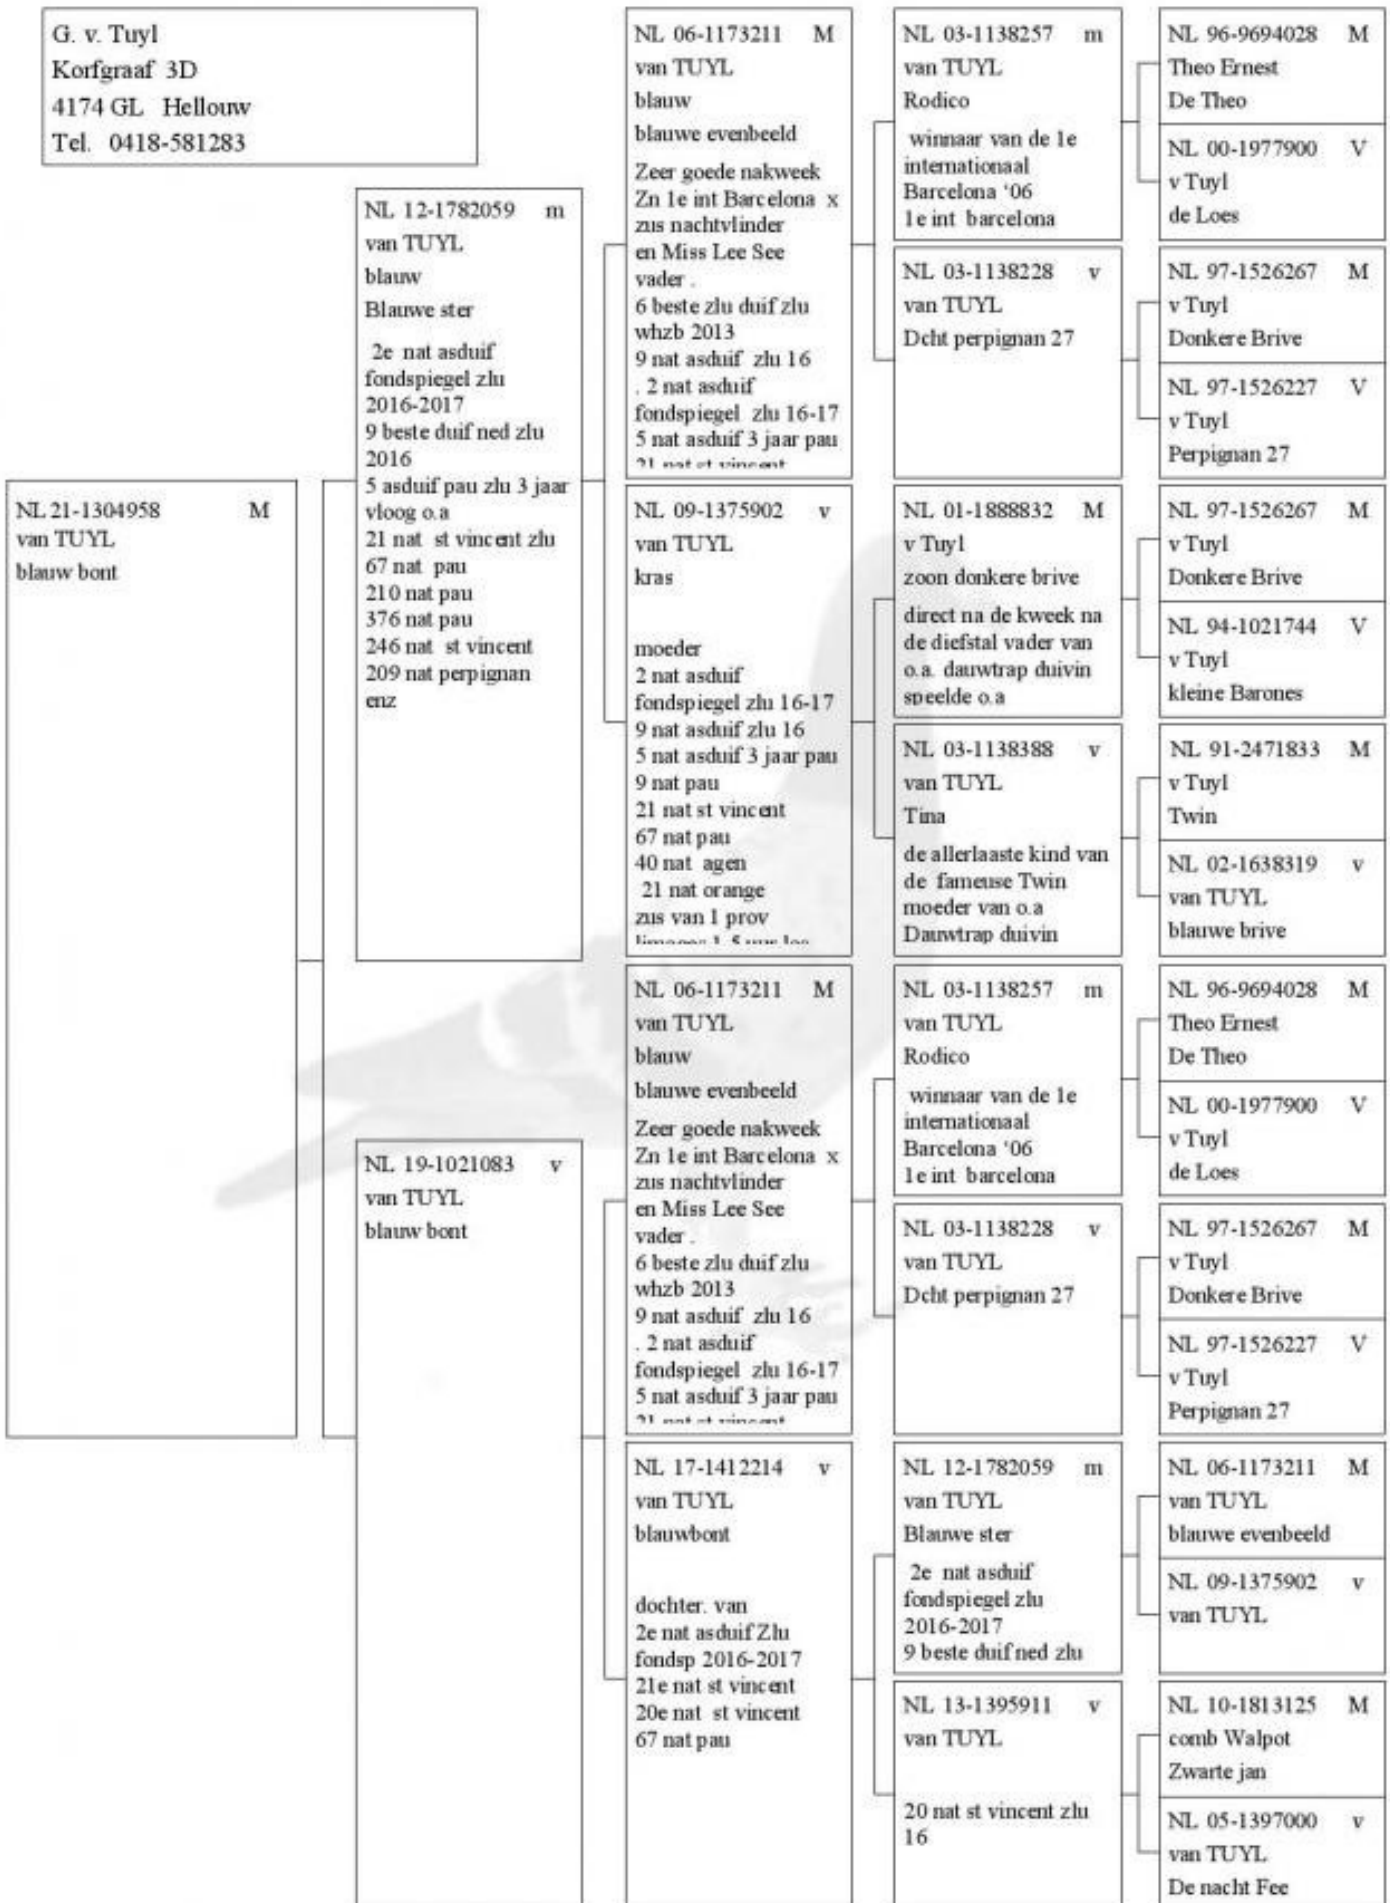 G. v. Tuyl
Korfgraaf 3D
4174 GL Hellouw
Tel. 0418-581283
NL 21-1304958 M
van TUYL
blauw bont
NL 12-1782059 m
van TUYL
blauw
Blauwe ster
2e nat asduif
fondspiegel zlu
2016-2017
9 beste duif ned zlu
2016
5 asduif pau zlu 3 jaar
vloog o.a
21 nat st vincent zlu
67 nat pau
210 nat pau
376 nat pau
246 nat st vincent
209 nat perpignan
enz
NL 19-1021083 v
van TUYL
blauw bont
NL 06-1173211 M
van TUYL
blauw
blauwe evenbeeld
Zeer goede nakweek
Zn 1e int Barcelona x
zus nachtvlinder
en Miss Lee See
vader .
6 beste zlu duif zlu
whzb 2013
9 nat asduif zlu 16
. 2 nat asduif
fondspiegel zlu 16-17
5 nat asduif 3 jaar pau
21 nat st vincent
NL 09-1375902 v
van TUYL
kras
moeder
2 nat asduif
fondspiegel zlu 16-17
9 nat asduif zlu 16
5 nat asduif 3 jaar pau
9 nat pau
21 nat st vincent
67 nat pau
40 nat agen
21 nat orange
zus van 1 prov
NL 06-1173211 M
van TUYL
blauw
blauwe evenbeeld
Zeer goede nakweek
Zn 1e int Barcelona x
zus nachtvlinder
en Miss Lee See
vader .
6 beste zlu duif zlu
whzb 2013
9 nat asduif zlu 16
. 2 nat asduif
fondspiegel zlu 16-17
5 nat asduif 3 jaar pau
21 nat st vincent
NL 17-1412214 v
van TUYL
blauwbont
dochter. van
2e nat asduif Zlu
fondsp 2016-2017
21e nat st vincent
20e nat st vincent
67 nat pau
NL 03-1138257 m
van TUYL
Rodico
winnaar van de 1e
internationaal
Barcelona '06
1e int barcelona
NL 03-1138228 v
van TUYL
Dcht perpignan 27
NL 01-1888832 M
v Tuyl
zoon donkere brive
direct na de kweek na
de diefstal vader van
o.a. dauwtrap duivin
speelde o.a
NL 03-1138388 v
van TUYL
Tina
de allerlaaste kind van
de fameuse Twin
moeder van o.a
Dauwtrap duivin
NL 03-1138257 m
van TUYL
Rodico
winnaar van de 1e
internationaal
Barcelona '06
1e int barcelona
NL 03-1138228 v
van TUYL
Dcht perpignan 27
NL 12-1782059 m
van TUYL
Blauwe ster
2e nat asduif
fondspiegel zlu
2016-2017
9 beste duif ned zlu
NL 13-1395911 v
van TUYL
20 nat st vincent zlu
16
NL 96-9694028 M
Theo Ernest
De Theo
NL 00-1977900 V
v Tuyl
de Loes
NL 97-1526267 M
v Tuyl
Donkere Brive
NL 97-1526227 V
v Tuyl
Perpignan 27
NL 97-1526267 M
v Tuyl
Donkere Brive
NL 94-1021744 V
v Tuyl
kleine Barones
NL 91-2471833 M
v Tuyl
Twin
NL 02-1638319 v
van TUYL
blauwe brive
NL 96-9694028 M
Theo Ernest
De Theo
NL 00-1977900 V
v Tuyl
de Loes
NL 97-1526267 M
v Tuyl
Donkere Brive
NL 97-1526227 V
v Tuyl
Perpignan 27
NL 06-1173211 M
van TUYL
blauwe evenbeeld
NL 09-1375902 v
van TUYL
NL 10-1813125 M
comb Walpot
Zwarte jan
NL 05-1397000 v
van TUYL
De nacht Fee